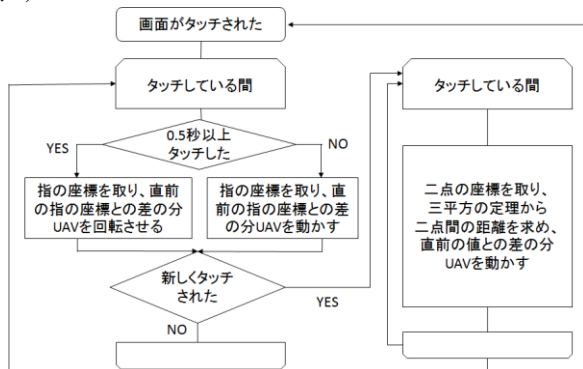 画面がタッチされた
タッチしている間
0.5秒以上
タッチした
YES
NO
指の座標を取り、直前
の指の座標との差の分
UAVを回転させる
指の座標を取り、直
前の指の座標との差
の分UAVを動かす
新しくタッチ
された
YES
NO
タッチしている間
二点の座標を取り、
三平方の定理から
二点間の距離を求め、
直前の値との差の分
UAVを動かす